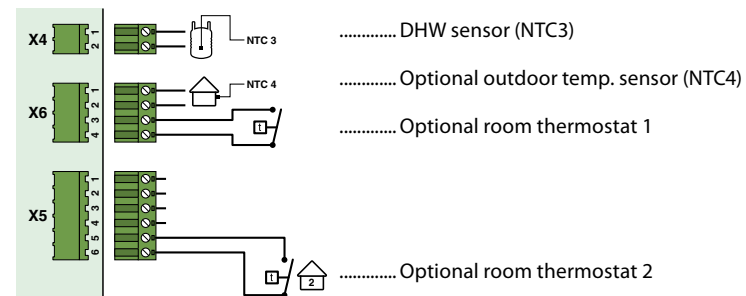 X4 1 2 NTC 3 ............. DHW sensor (NTC3)
X6 1 2 3 4 NTC 4 ............. Optional outdoor temp. sensor (NTC4)
t ............. Optional room thermostat 1
X5 1 2 3 4 5 6
t 2 ............. Optional room thermostat 2